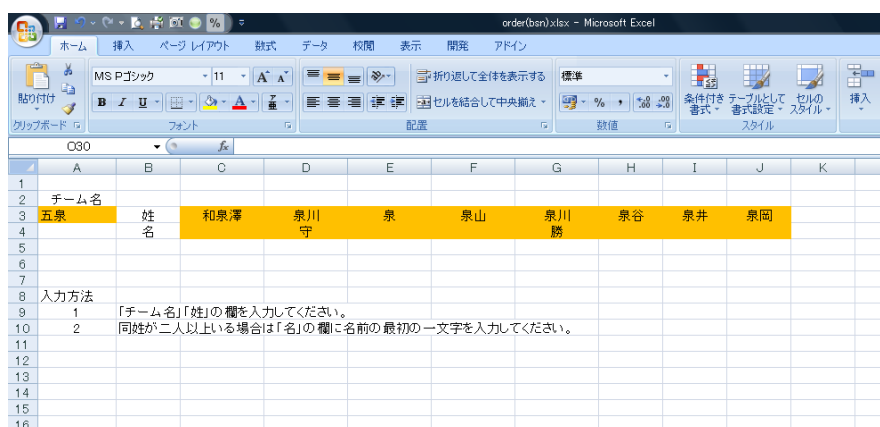 order(bsn).xlsx - Microsoft Excel
ホーム 挿入 ページ レイアウト 数式 データ 校閲 表示 開発 アドイン
MS Pゴシック 11 A A 折り返して全体を表示する 標準
貼り付け B I U A セルを結合して中央揃え % , .0 .00 .00 .0 条件付き書式 テーブルとして書式設定 セルのスタイル 挿入
クリップボード フォント 配置 数値 スタイル
O30 fx
A B C D E F G H I J K
1
2 チーム名
3 五泉 姓 和泉澤 泉川 泉 泉山 泉川 泉谷 泉井 泉岡
4 名 守 勝
5
6
7
8 入力方法
9 1 「チーム名」「姓」の欄を入力してください。
10 2 同姓が二人以上いる場合は「名」の欄に名前の最初の一文字を入力してください。
11
12
13
14
15
16